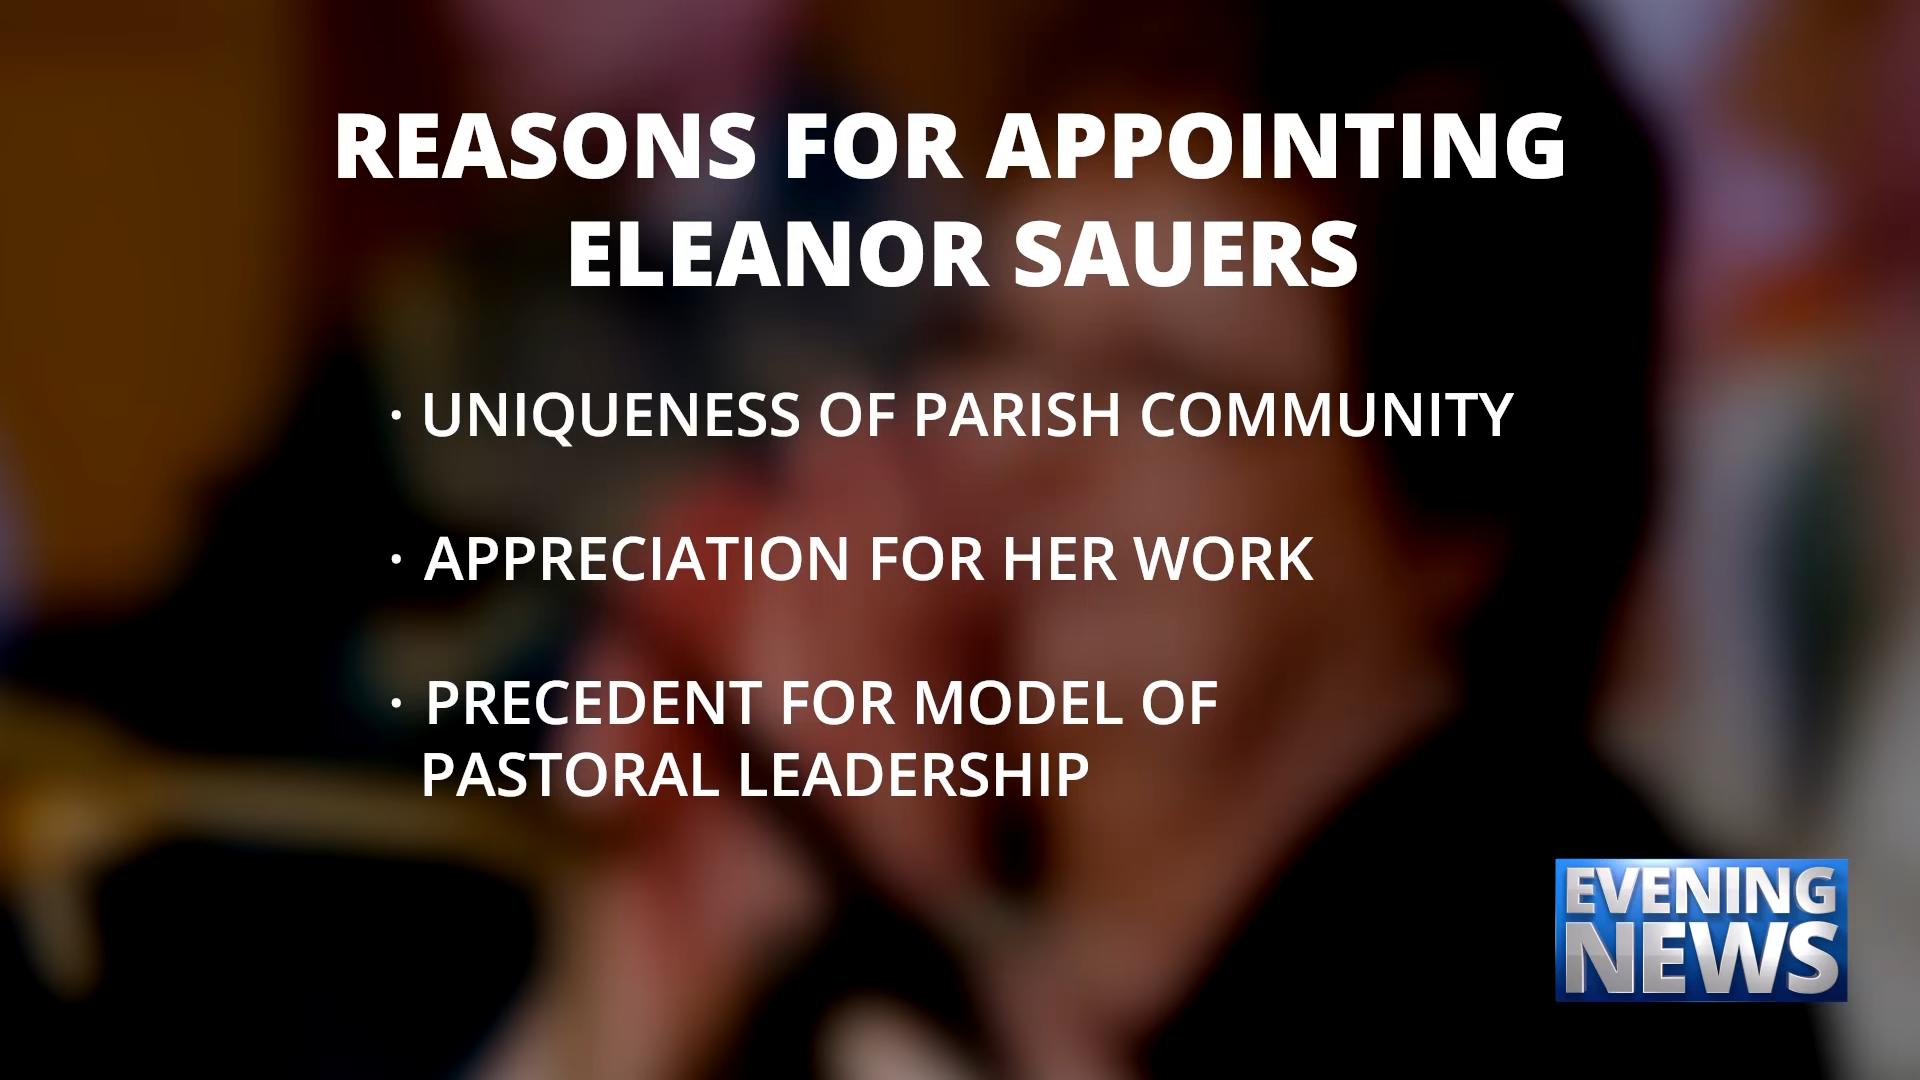 REASONS FOR APPOINTING
ELEANOR SAUERS
· UNIQUENESS OF PARISH COMMUNITY
· APPRECIATION FOR HER WORK
· PRECEDENT FOR MODEL OF
PASTORAL LEADERSHIP
EVENING
NEWS